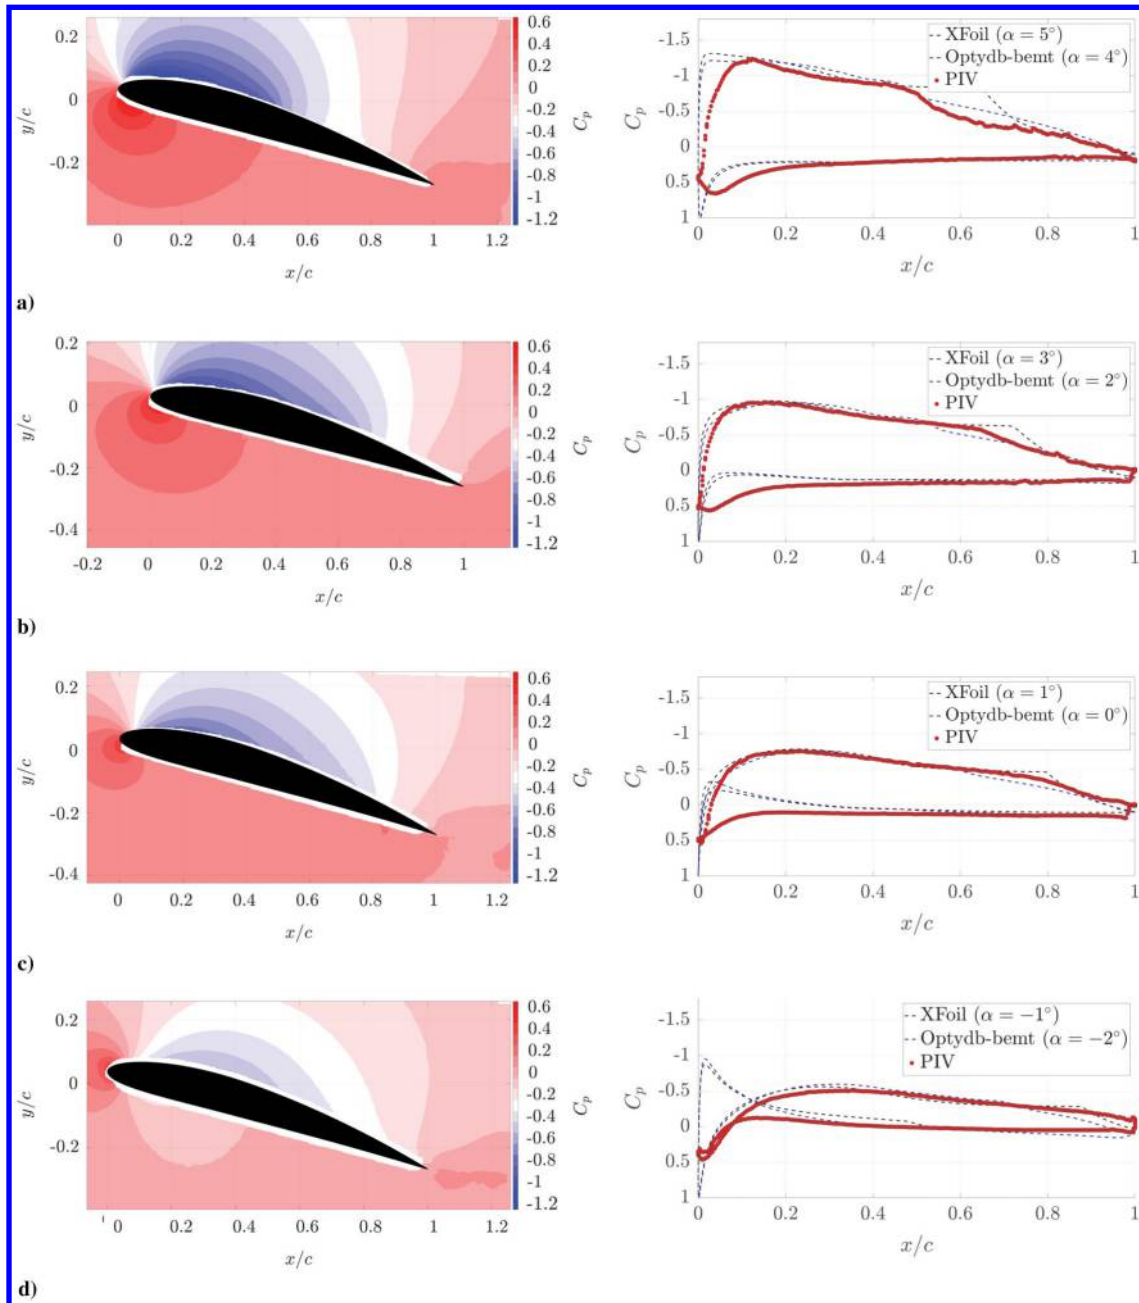 0.2
0
-0.2
y/c
0 0.2 0.4 0.6 0.8 1 1.2
x/c
0.6
0.4
0.2
0
-0.2
-0.4
-0.6
-0.8
-1
-1.2
C_p
-1.5
-1
-0.5
0
0.5
1
C_p
0 0.2 0.4 0.6 0.8 1
x/c
XFoil (α = 5°)
Optydb-bemt (α = 4°)
PIV
a)
0.2
0
-0.2
-0.4
y/c
-0.2 0 0.2 0.4 0.6 0.8 1
x/c
0.6
0.4
0.2
0
-0.2
-0.4
-0.6
-0.8
-1
-1.2
C_p
-1.5
-1
-0.5
0
0.5
1
C_p
0 0.2 0.4 0.6 0.8 1
x/c
XFoil (α = 3°)
Optydb-bemt (α = 2°)
PIV
b)
0.2
0
-0.2
-0.4
y/c
0 0.2 0.4 0.6 0.8 1 1.2
x/c
0.6
0.4
0.2
0
-0.2
-0.4
-0.6
-0.8
-1
-1.2
C_p
-1.5
-1
-0.5
0
0.5
1
C_p
0 0.2 0.4 0.6 0.8 1
x/c
XFoil (α = 1°)
Optydb-bemt (α = 0°)
PIV
c)
0.2
0
-0.2
y/c
0 0.2 0.4 0.6 0.8 1 1.2
x/c
0.6
0.4
0.2
0
-0.2
-0.4
-0.6
-0.8
-1
-1.2
C_p
-1.5
-1
-0.5
0
0.5
1
C_p
0 0.2 0.4 0.6 0.8 1
x/c
XFoil (α = −1°)
Optydb-bemt (α = −2°)
PIV
d)